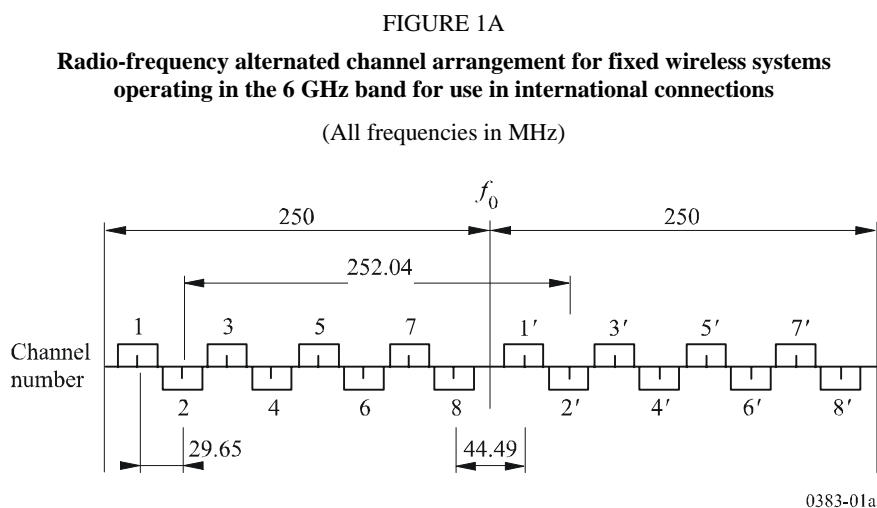 FIGURE 1A
Radio-frequency alternated channel arrangement for fixed wireless systems
operating in the 6 GHz band for use in international connections
(All frequencies in MHz)
f0
250 250
252.04
1 3 5 7 1′ 3′ 5′ 7′
Channel
number
2 4 6 8 2′ 4′ 6′ 8′
29.65 44.49
0383-01a